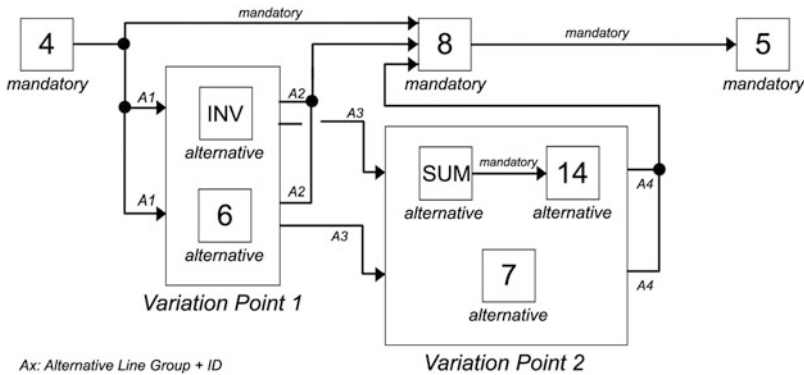 4
mandatory
mandatory
8
mandatory
mandatory
5
mandatory
A1
A1
INV
alternative
6
alternative
Variation Point 1
A2
A2
A3
A3
SUM
alternative
mandatory
14
alternative
7
alternative
A4
A4
Variation Point 2
Ax: Alternative Line Group + ID